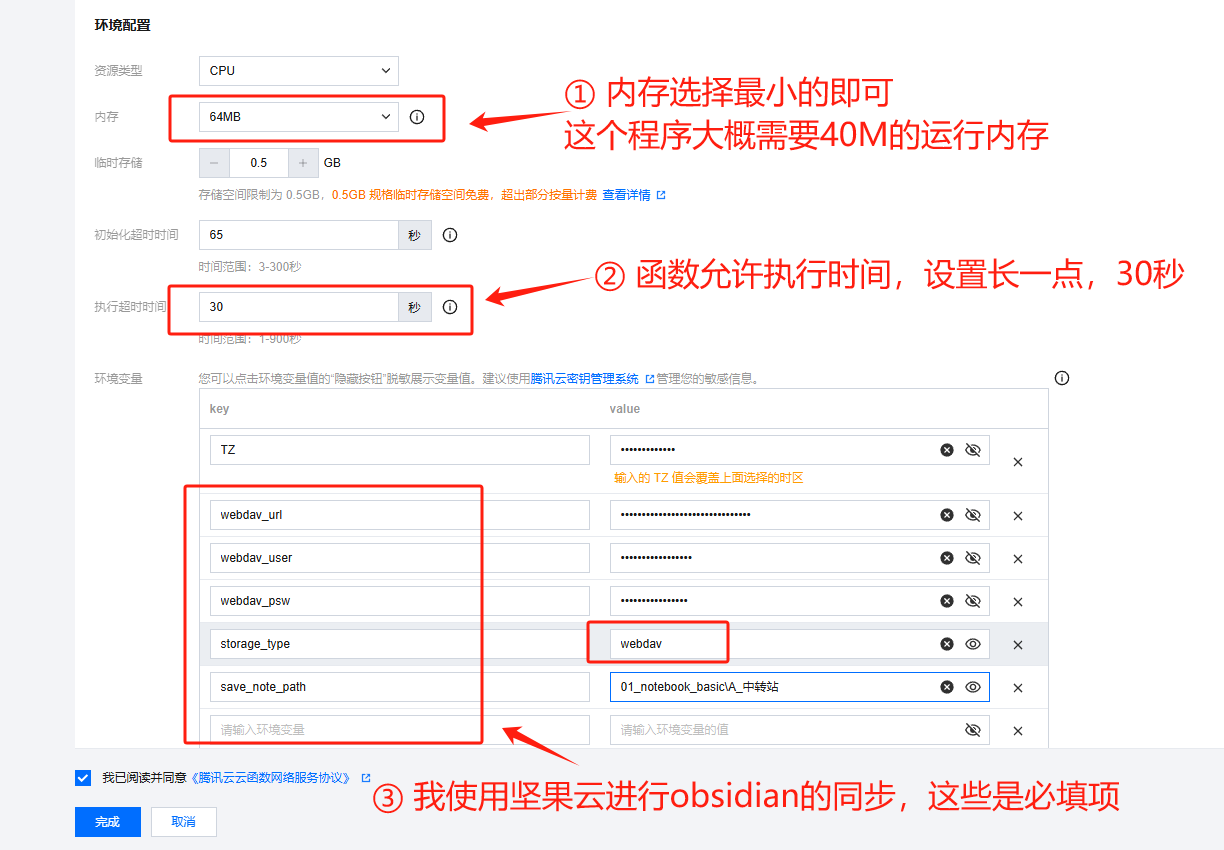 环境配置
资源类型
CPU
内存
64MB
① 内存选择最小的即可
这个程序大概需要40M的运行内存
临时存储
0.5
GB
存储空间限制为 0.5GB，0.5GB 规格临时存储空间免费，超出部分按量计费 查看详情
初始化超时时间
65
秒
时间范围：3-300秒
② 函数允许执行时间，设置长一点，30秒
执行超时时间
30
秒
时间范围：1-900秒
环境变量
您可以点击环境变量值的“隐藏按钮”脱敏展示变量值。建议使用腾讯云密钥管理系统 管理您的敏感信息。
key
value
TZ
输入的 TZ 值会覆盖上面选择的时区
webdav_url
webdav_user
webdav_psw
storage_type
webdav
save_note_path
01_notebook_basic\A_中转站
请输入环境变量
请输入环境变量的值
我已阅读并同意《腾讯云云函数网络服务协议》
③ 我使用坚果云进行obsidian的同步，这些是必填项
完成
取消